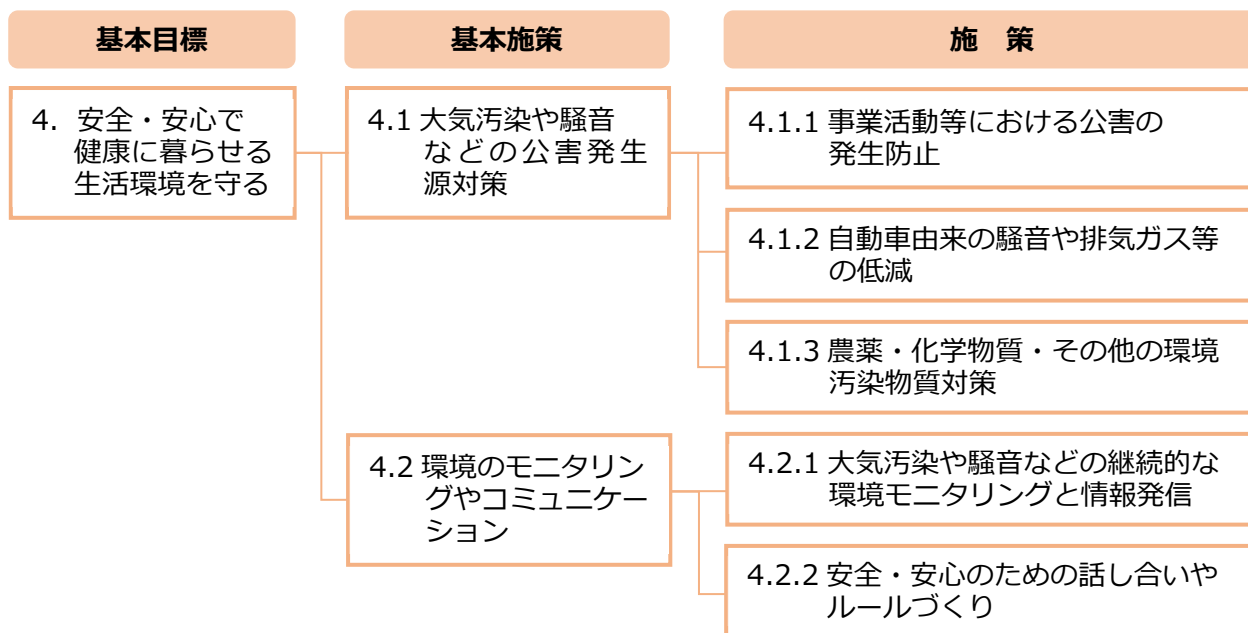 基本目標
基本施策
施　策
4. 安全・安心で
健康に暮らせる
生活環境を守る
4.1 大気汚染や騒音
などの公害発生
源対策
4.1.1 事業活動等における公害の
発生防止
4.1.2 自動車由来の騒音や排気ガス等
の低減
4.1.3 農薬・化学物質・その他の環境
汚染物質対策
4.2 環境のモニタリン
グやコミュニケー
ション
4.2.1 大気汚染や騒音などの継続的な
環境モニタリングと情報発信
4.2.2 安全・安心のための話し合いや
ルールづくり